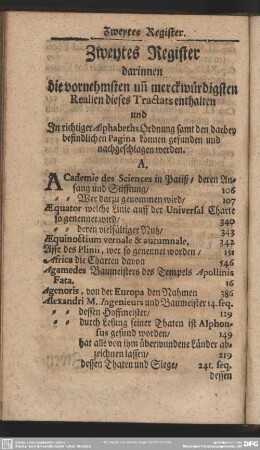 Zweytes Register.
Zweytes Register
darinnen
die vornehmsten uñ merckwürdigsten
Realien dieses Tractats enthalten
und
In richtiger Alphabeths-Ordnung samt den darbey
befindlichen Pagina können gefunden und
nachgeschlagen werden.
A.
Academie des Sciences in Pariß / deren An-
fang und Stifftung / 106
Wer darzu genommen wird / 107
Æquator welche Linie auff der Universal Charte
so genennet wird / 340
deren vielfältiger Nutz / 343
Æquinoctium vernale & autumnale, 342
Affe des Plinii, wer so genennet worden / 151
Africa die Charten davon 546
Agamedes Baumeisters des Tempels Apollinis
Fata, 16
Agenoris, von der Europa den Nahmen 386
Alexandri M. Ingenieurs und Baumeister 14. seq.
dessen Hoffmeister / 129
durch Lesung seiner Thaten ist Alphon-
sus gesund worden / 149
hat alle von ihm überwundene Länder ab-
zeichnen lassen / 219
dessen Thaten und Siege / 241. seq.
dessen